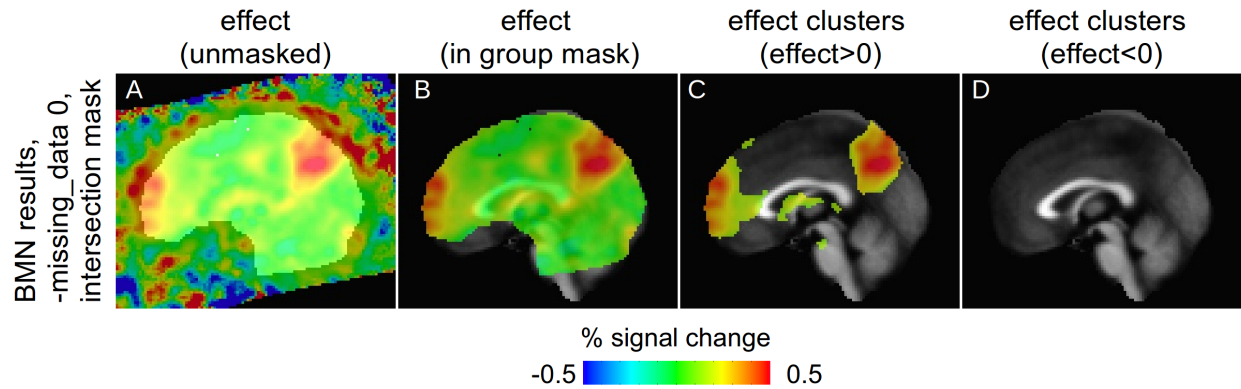 effect
(unmasked)
effect
(in group mask)
effect clusters
(effect>0)
effect clusters
(effect<0)
BMN results,
-missing_data 0,
intersection mask
A
B
C
D
% signal change
-0.5
0.5